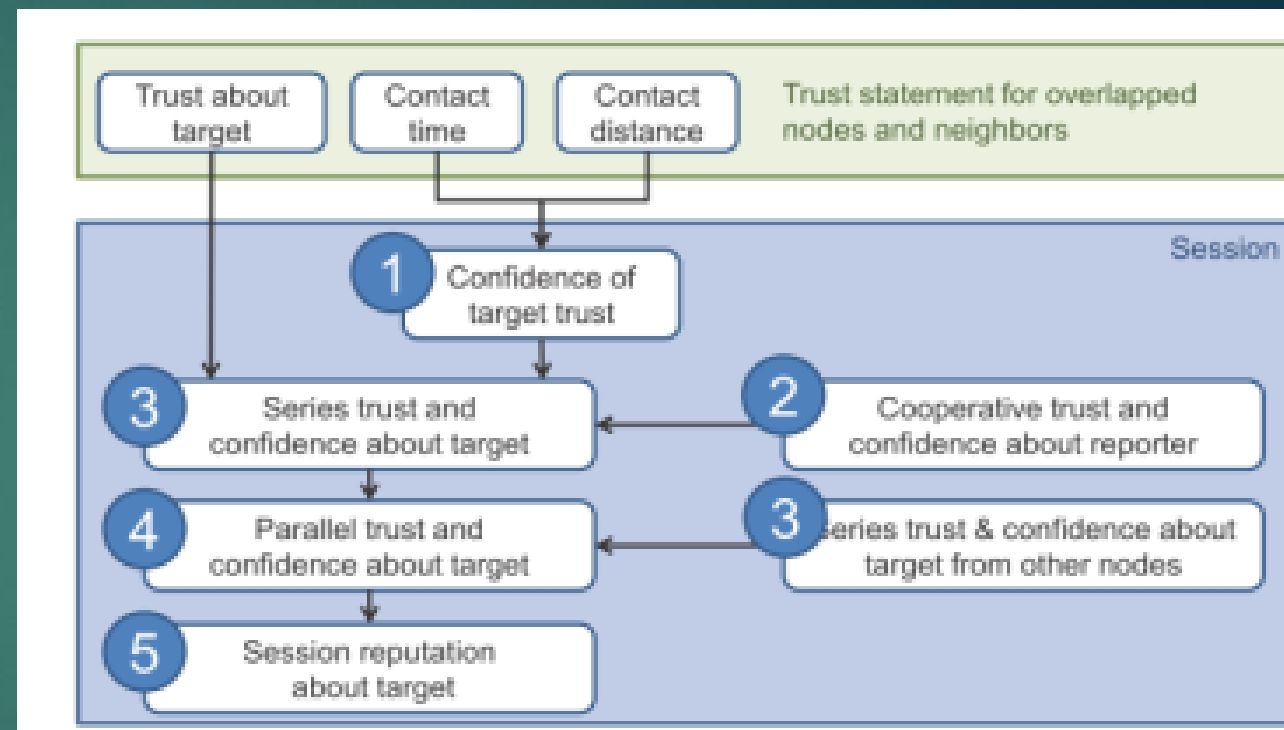 Trust about
target
Contact
time
Contact
distance
Trust statement for overlapped
nodes and neighbors
Session
1
Confidence of
target trust
3
Series trust and
confidence about target
2
Cooperative trust and
confidence about reporter
4
Parallel trust and
confidence about target
3
eries trust & confidence about
target from other nodes
5
Session reputation
about target